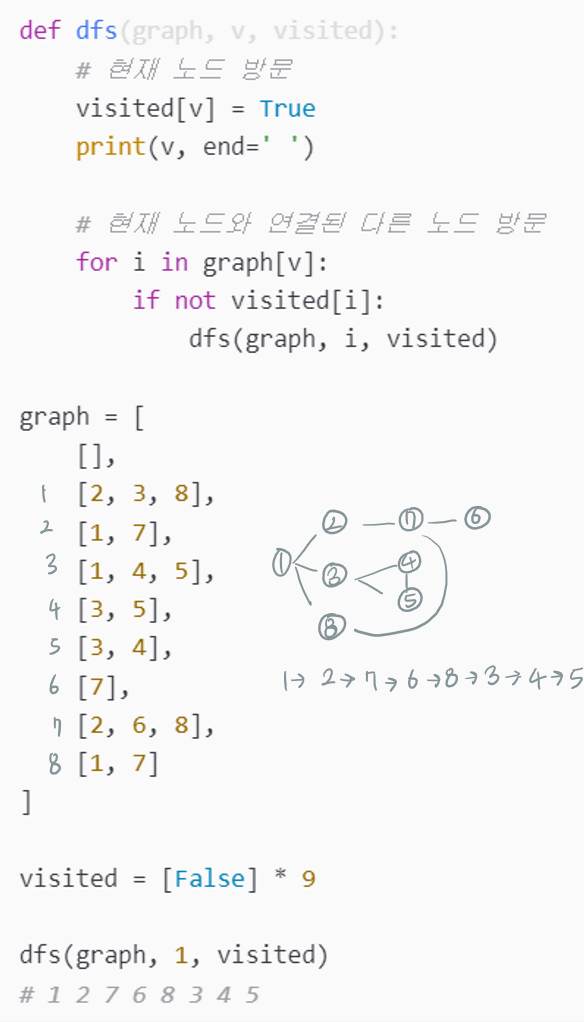 def dfs(graph, v, visited):
# 현재 노드 방문
visited[v] = True
print(v, end=' ')
# 현재 노드와 연결된 다른 노드 방문
for i in graph[v]:
if not visited[i]:
dfs(graph, i, visited)
graph = [
[],
1 [2, 3, 8],
2 [1, 7],
3 [1, 4, 5],
4 [3, 5],
5 [3, 4],
6 [7],
7 [2, 6, 8],
8 [1, 7]
]
② ⑦ ⑥
① ③ ④
⑤
⑧
1→ 2→7→6→8→3→4→5
visited = [False] * 9
dfs(graph, 1, visited)
# 1 2 7 6 8 3 4 5